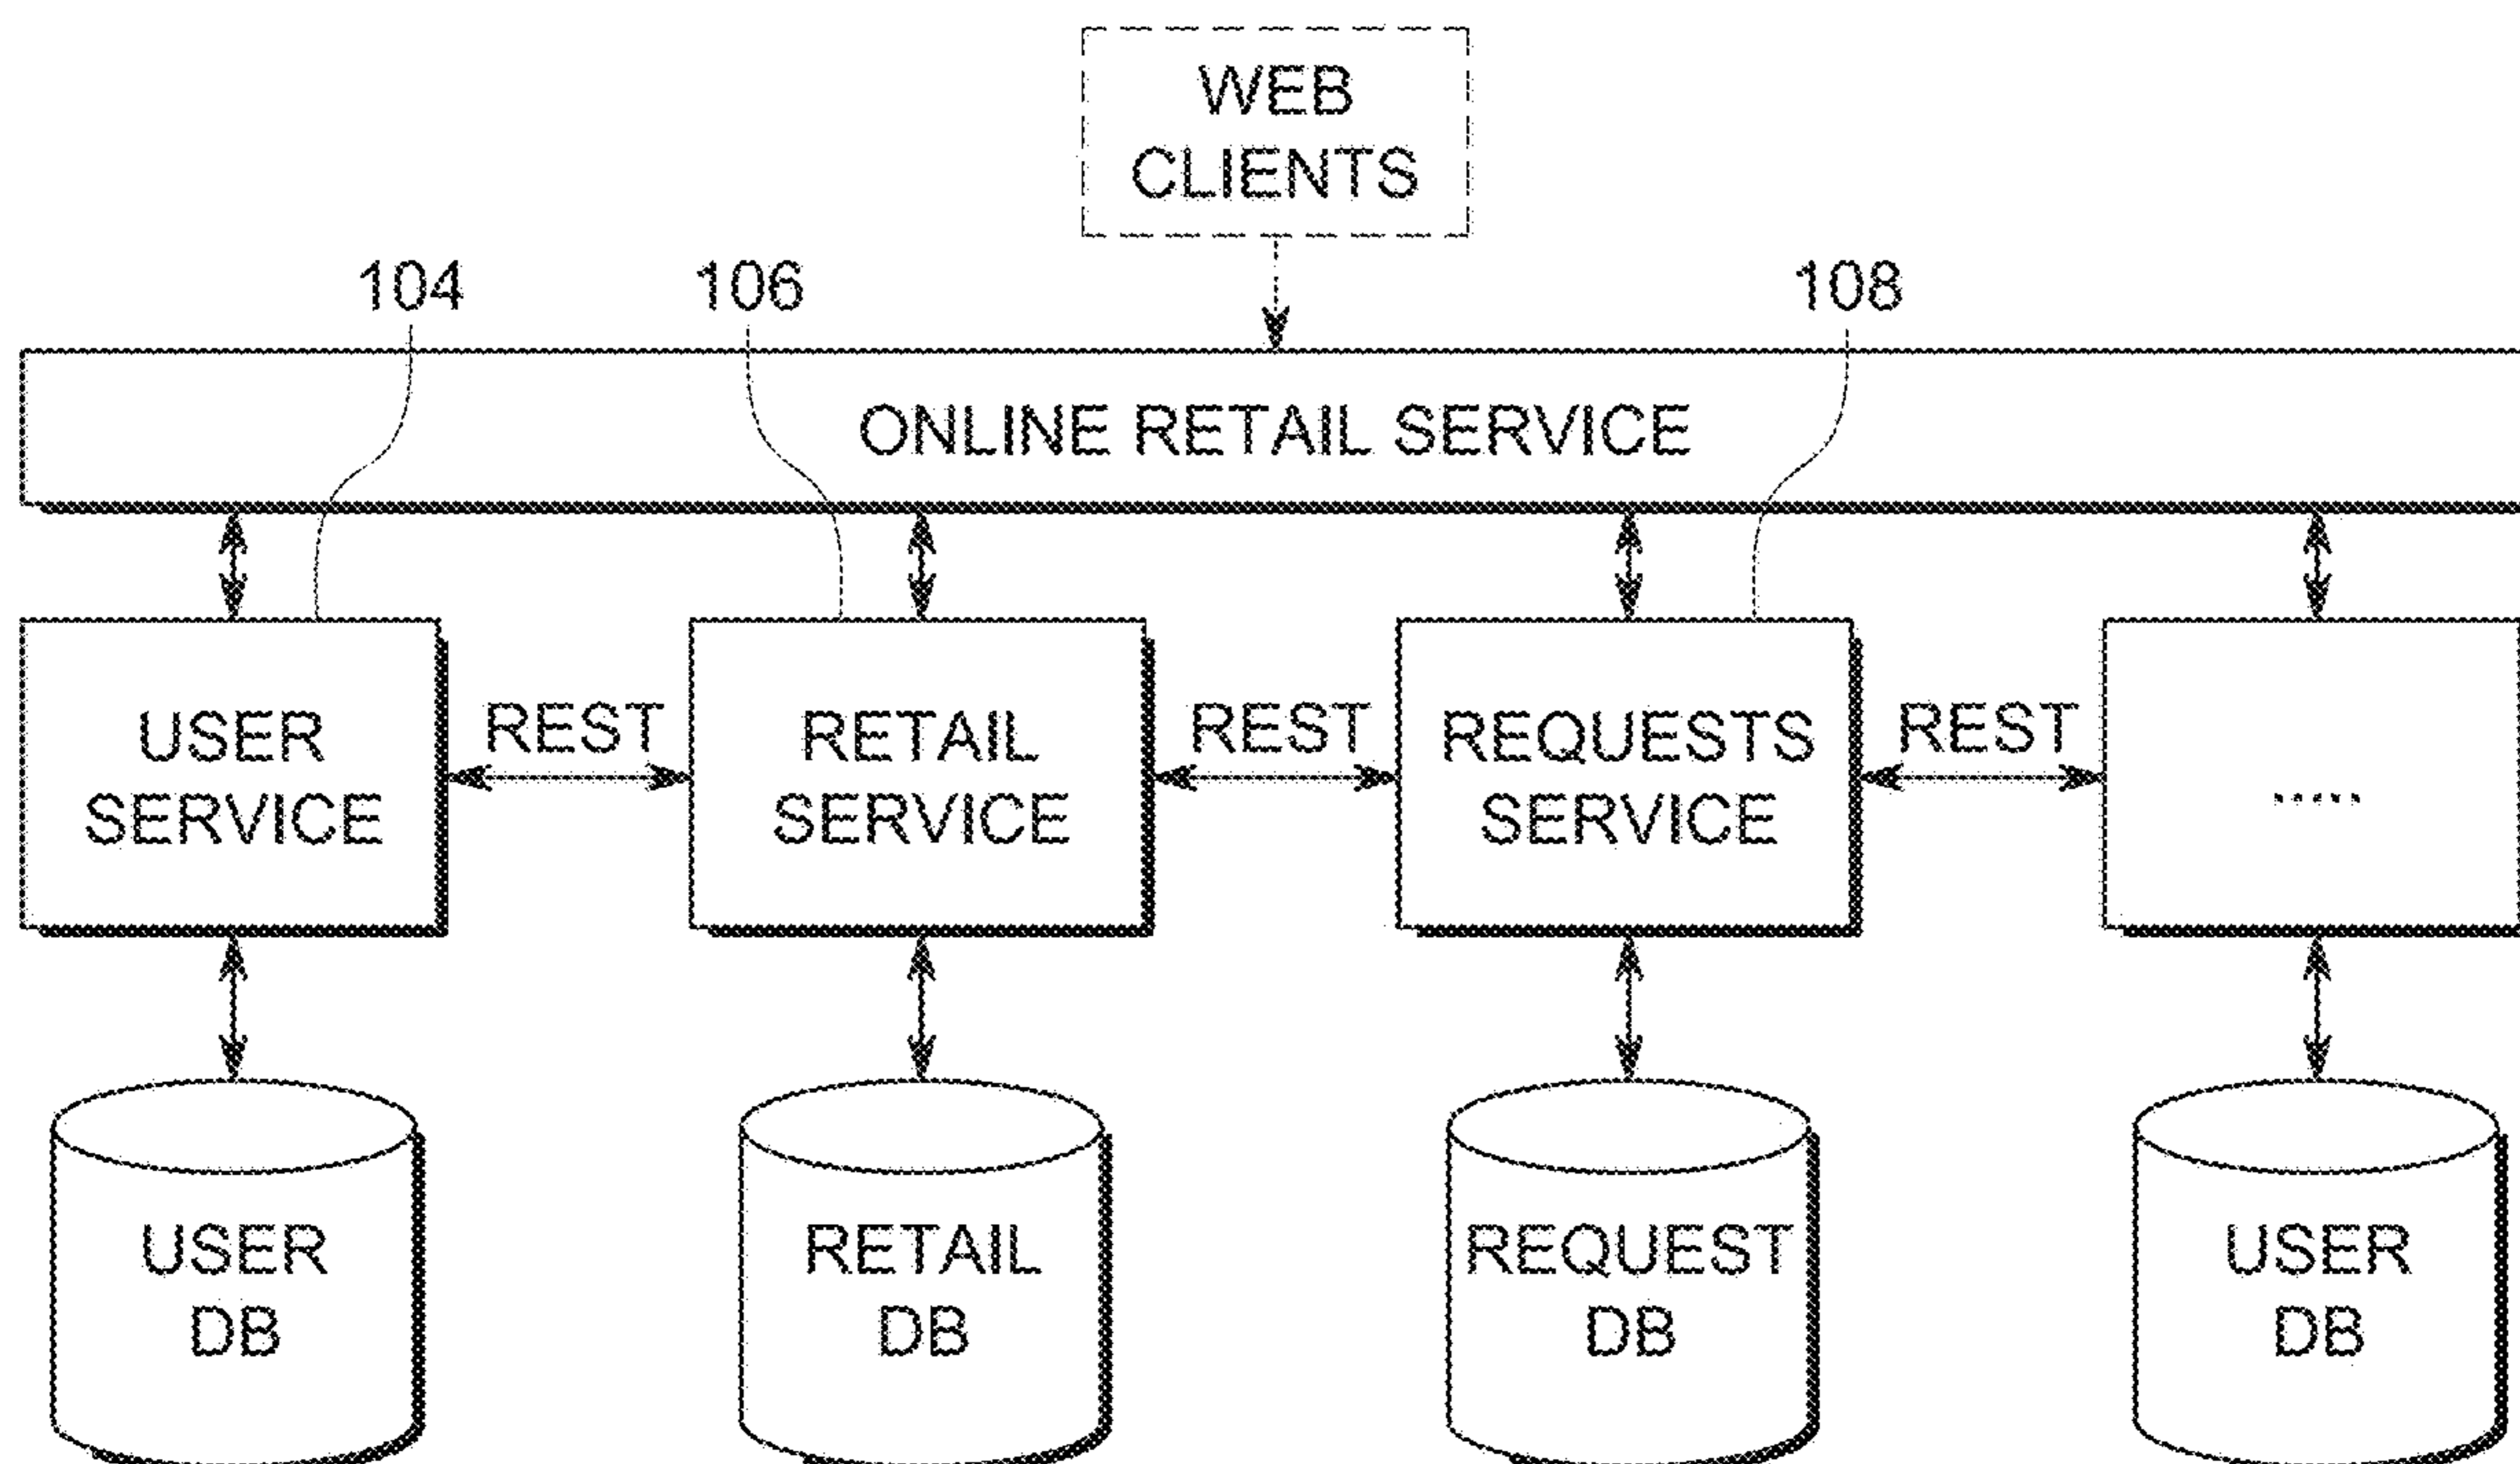 WEB
CLIENTS
104
106
108
ONLINE RETAIL SERVICE
USER
SERVICE
REST
RETAIL
SERVICE
REST
REQUESTS
SERVICE
REST
.....
USER
DB
RETAIL
DB
REQUEST
DB
USER
DB